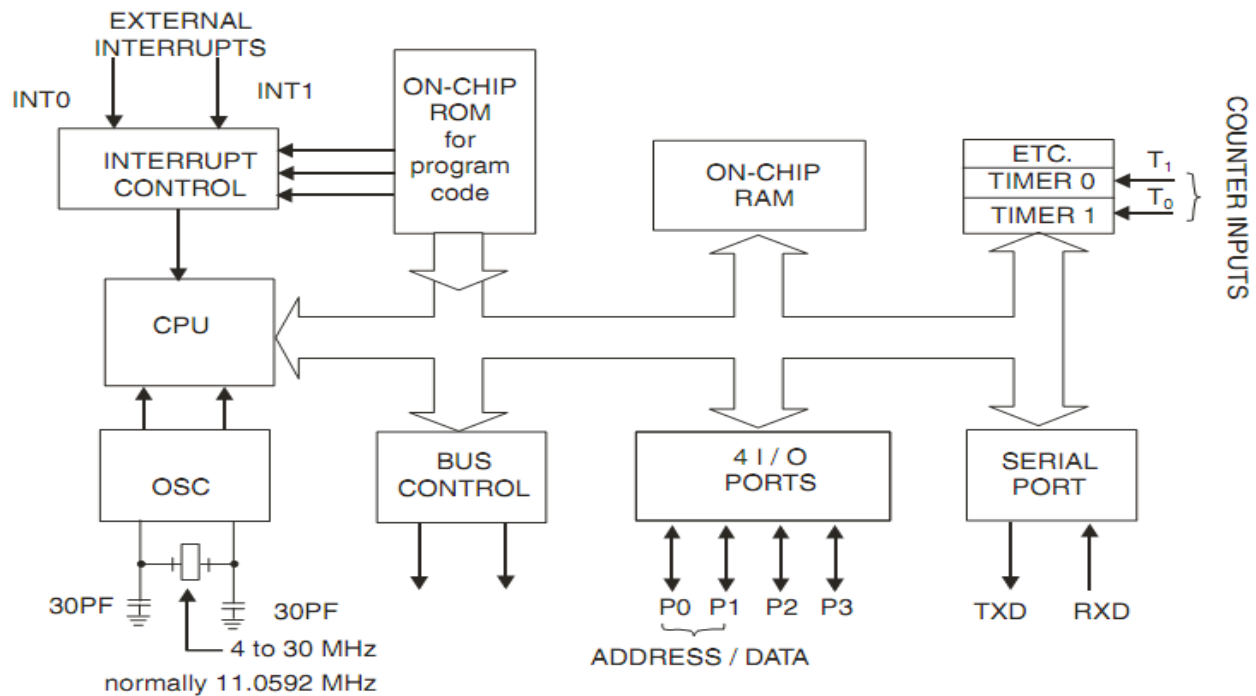 EXTERNAL
INTERRUPTS
INT0
INT1
INTERRUPT
CONTROL
ON-CHIP
ROM
for
program
code
ON-CHIP
RAM
ETC.
TIMER 0
TIMER 1
T1
T0
COUNTER INPUTS
CPU
OSC
BUS
CONTROL
4 I / O
PORTS
SERIAL
PORT
30PF
30PF
4 to 30 MHz
normally 11.0592 MHz
P0 P1 P2 P3
ADDRESS / DATA
TXD
RXD